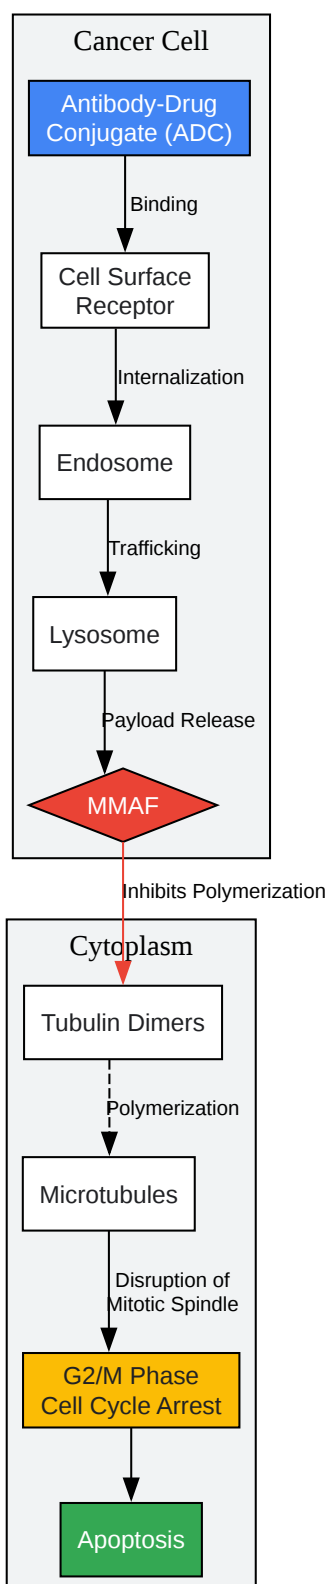 Cancer Cell
Antibody-Drug
Conjugate (ADC)
Binding
Cell Surface
Receptor
Internalization
Endosome
Trafficking
Lysosome
Payload Release
MMAF
Inhibits Polymerization
Cytoplasm
Tubulin Dimers
Polymerization
Microtubules
Disruption of
Mitotic Spindle
G2/M Phase
Cell Cycle Arrest
Apoptosis